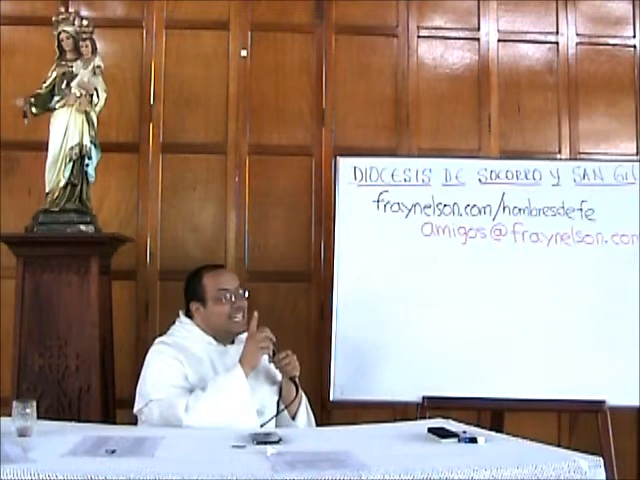 DIOCESIS DE SOCORRO Y SAN GIL
fraynelson.com/hombresdefe
amigos@fraynelson.com